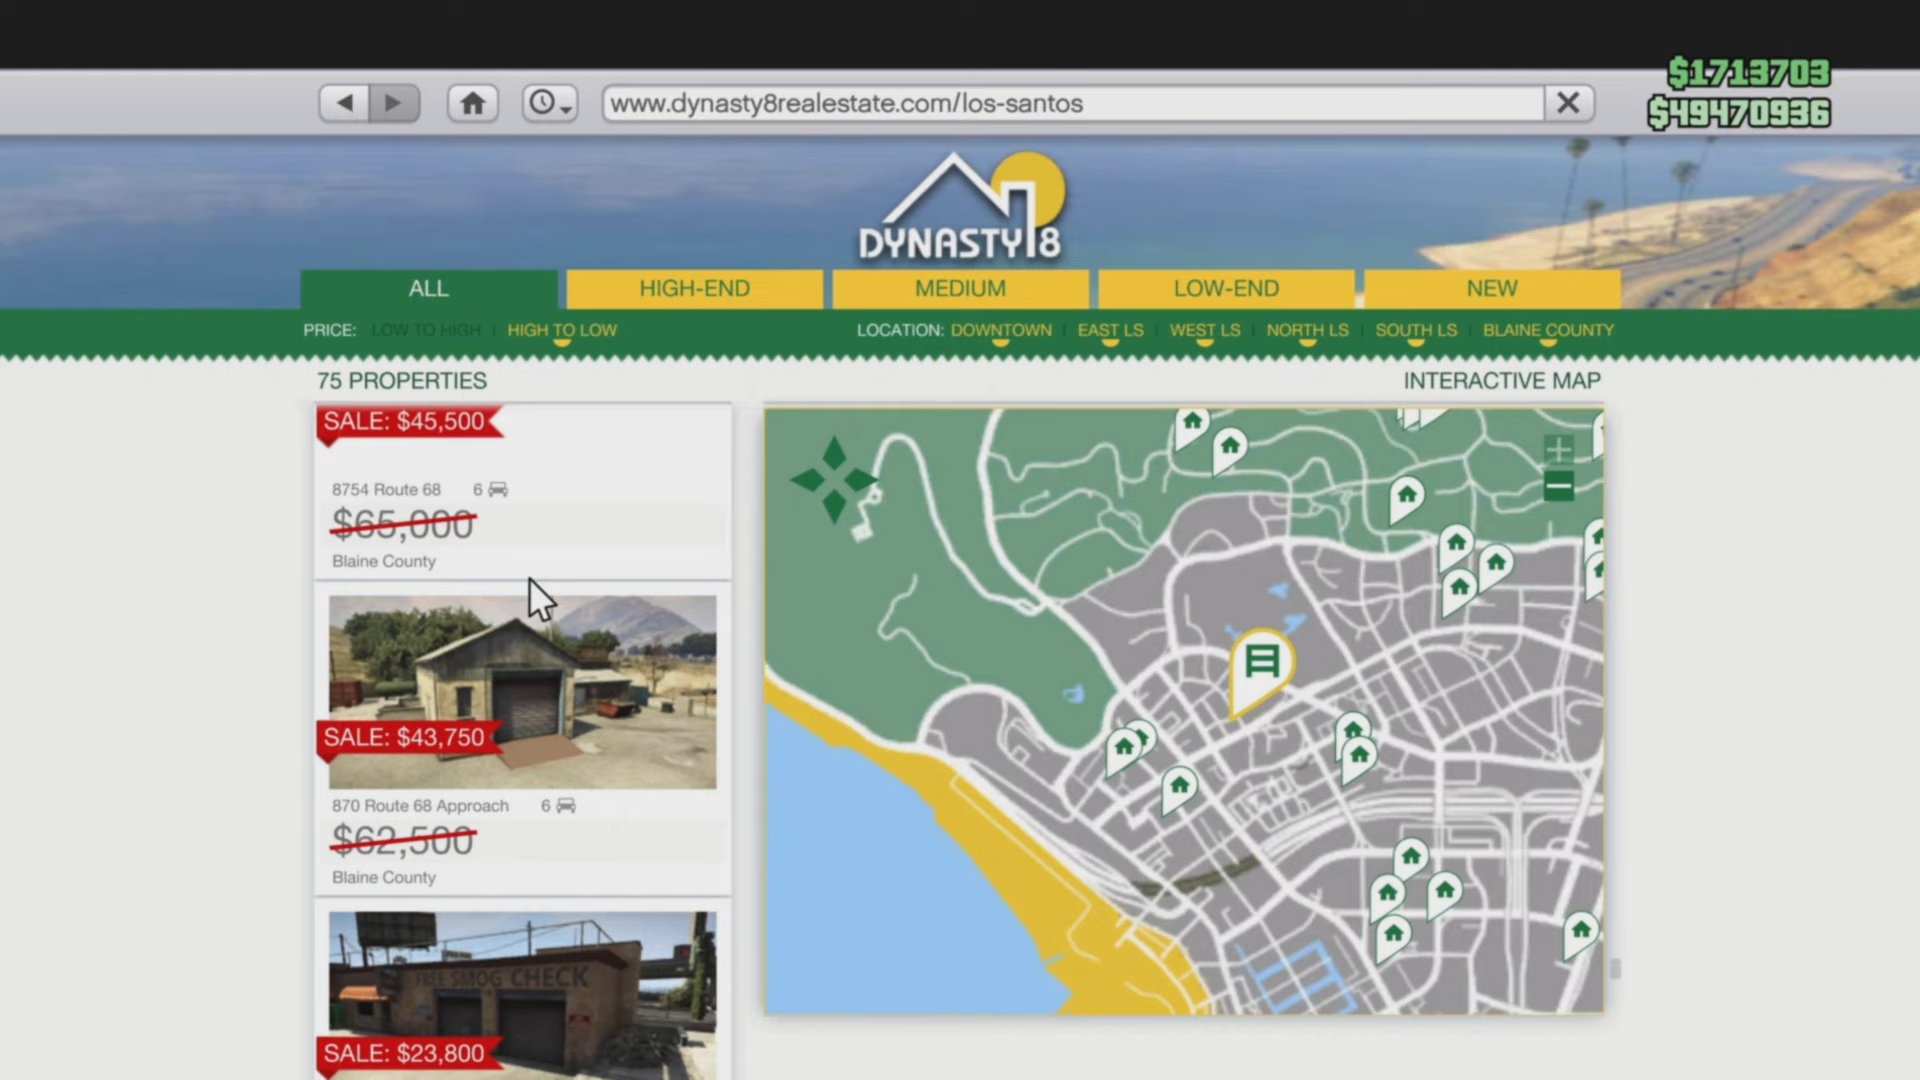 $1713703
www.dynasty8realestate.com/los-santos
$49470936
DYNASTY 8
ALL
HIGH-END
MEDIUM
LOW-END
NEW
PRICE: LOW TO HIGH HIGH TO LOW
LOCATION: DOWNTOWN EAST LS WEST LS NORTH LS SOUTH LS BLAINE COUNTY
75 PROPERTIES
INTERACTIVE MAP
SALE: $45,500
8754 Route 68 6
$65,000
Blaine County
SALE: $43,750
870 Route 68 Approach 6
$62,500
Blaine County
FREE SMOG CHECK
SALE: $23,800